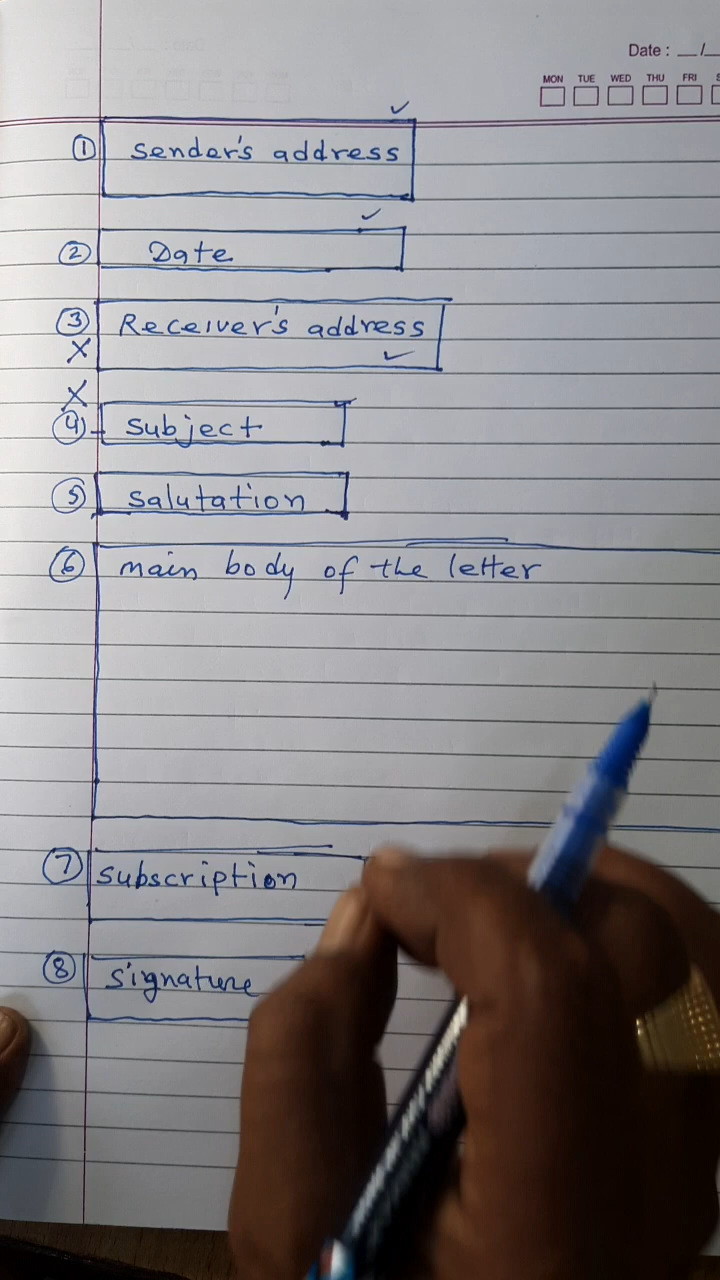 Date : __/__
MON TUE WED THU FRI S
① Sender's address
② Date
③ Receiver's address
X
X
④ Subject
⑤ Salutation
⑥ main body of the letter
⑦ Subscription
⑧ Signature